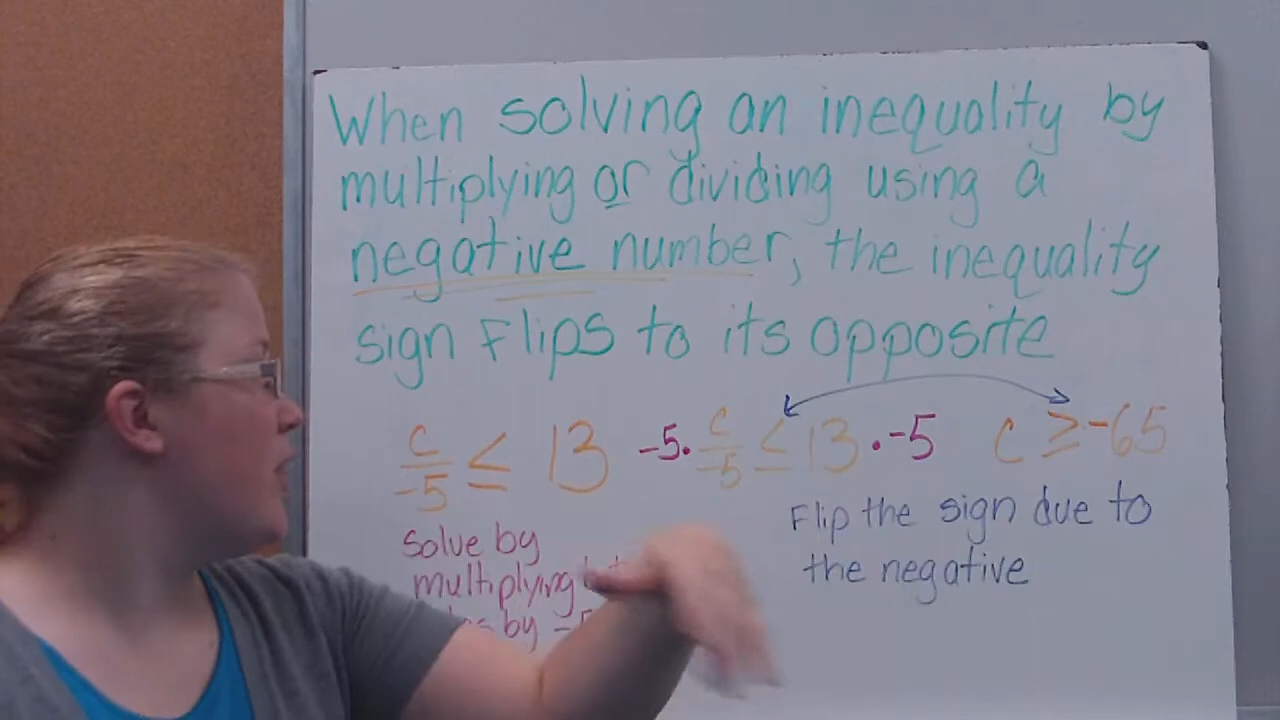 When solving an inequality by
multiplying or dividing using a
negative number, the inequality
sign Flips to its opposite
c/-5 ≤ 13 -5· c/-5 ≤ 13 · -5 c ≥ -65
Solve by
multiplying
by
Flip the sign due to
the negative